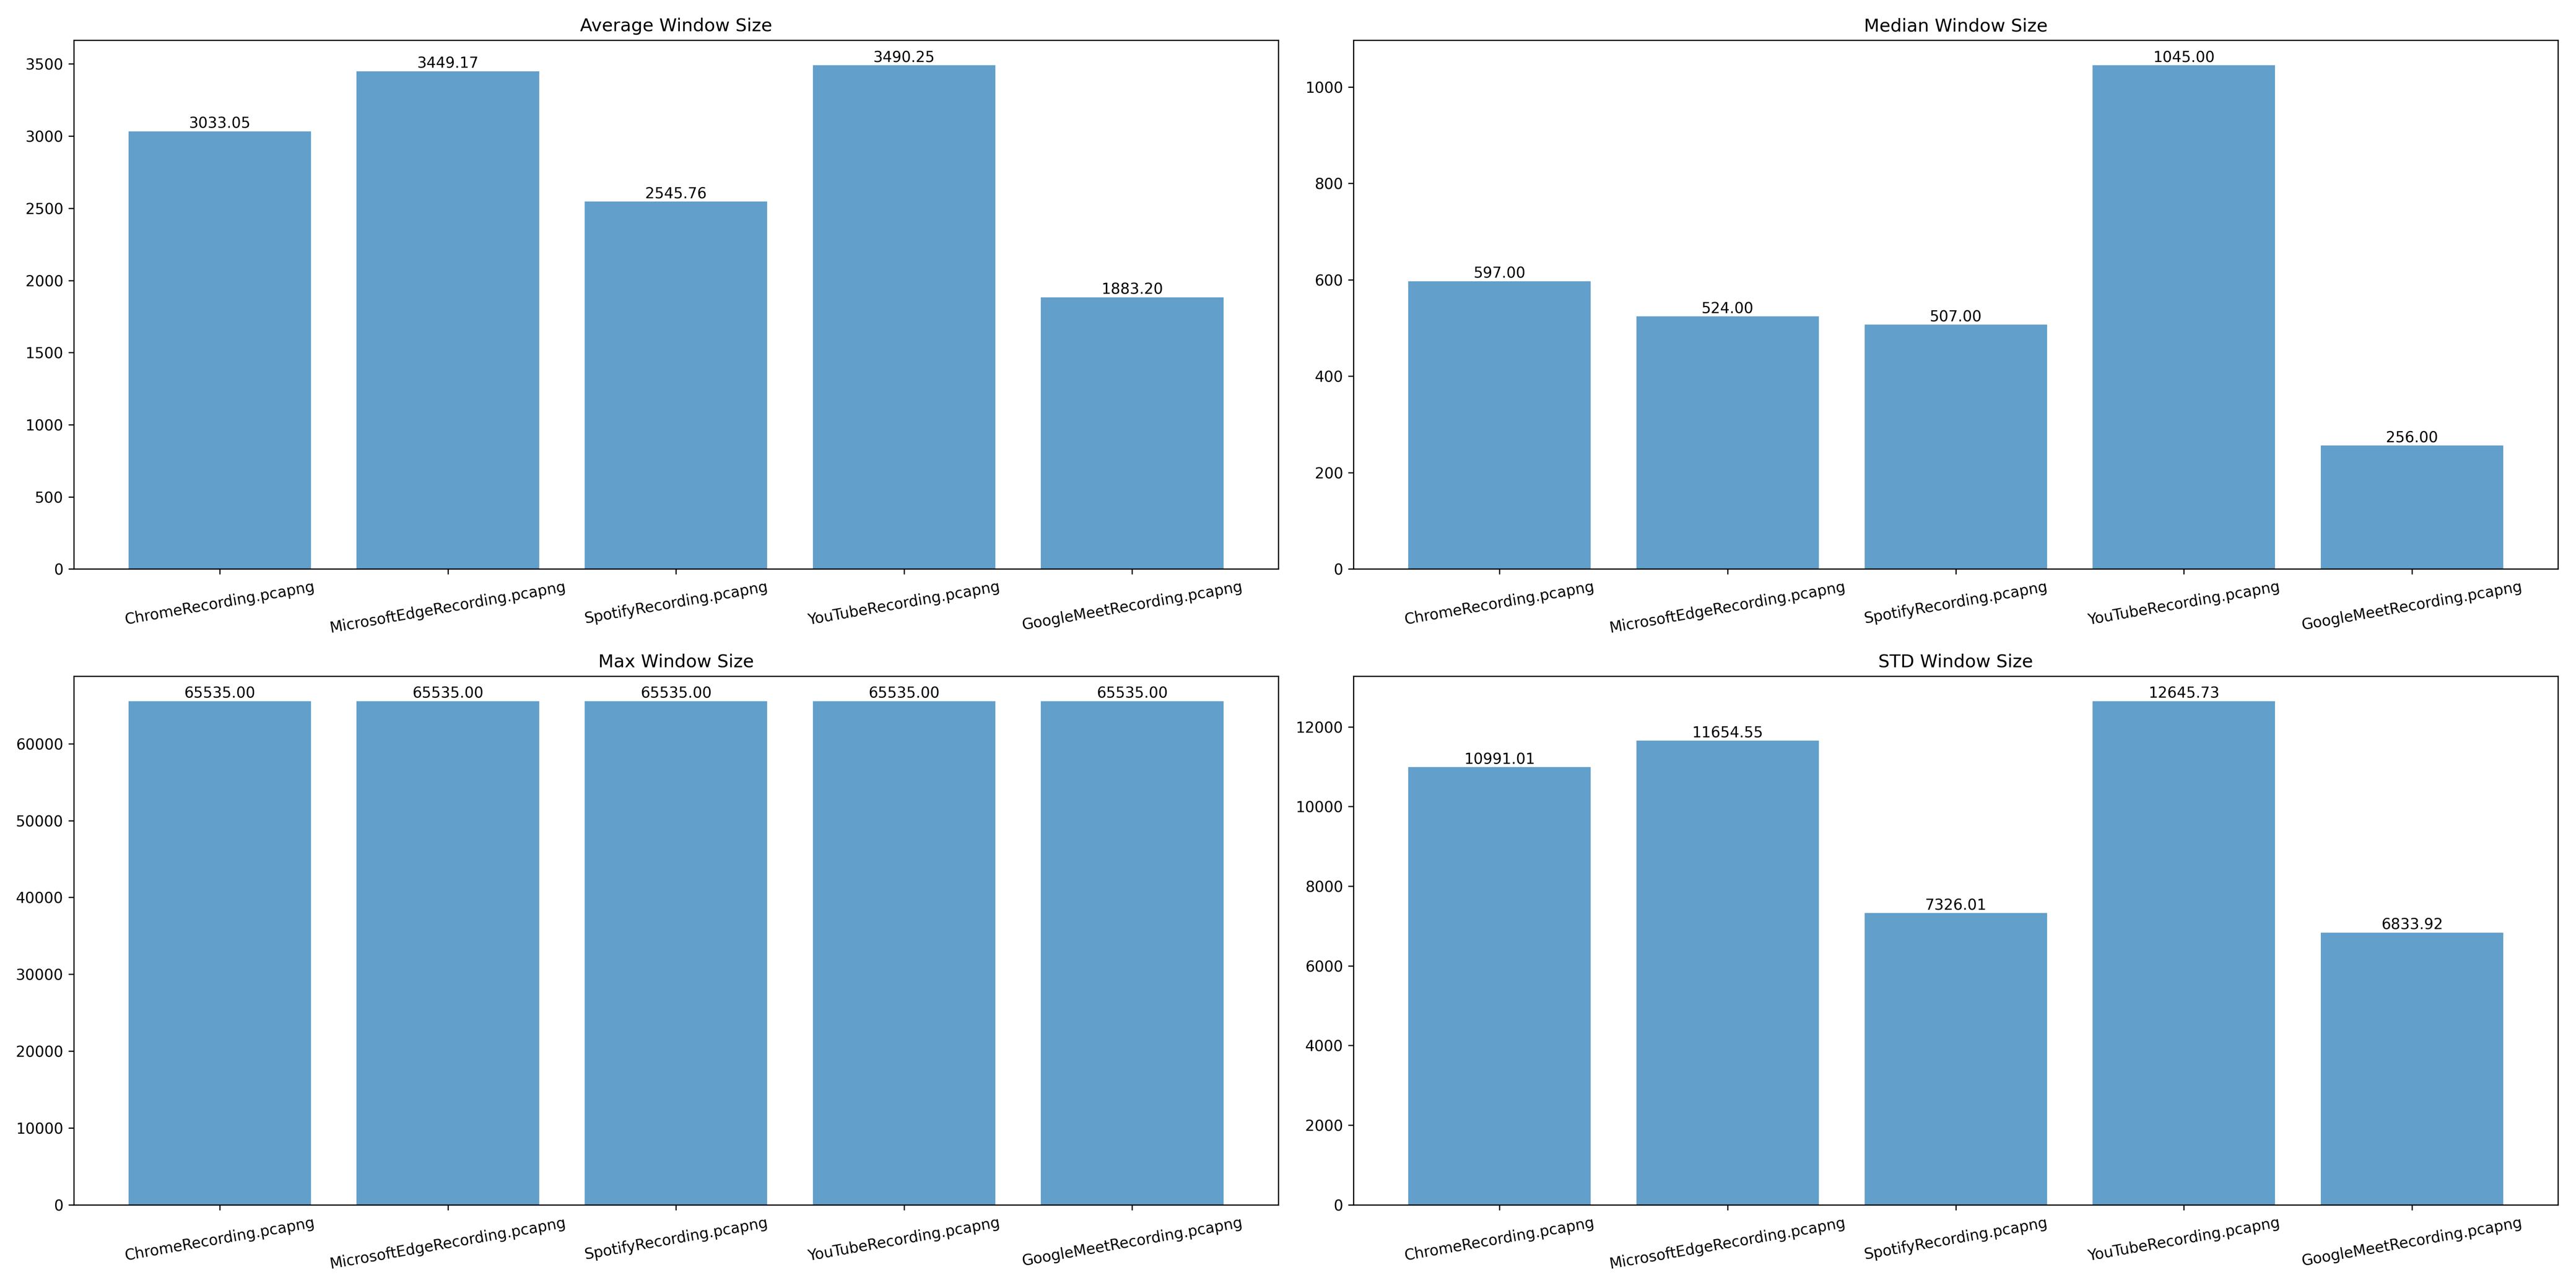 Average Window Size
3500
3000
2500
2000
1500
1000
500
0
3033.05
3449.17
2545.76
3490.25
1883.20
ChromeRecording.pcapng
MicrosoftEdgeRecording.pcapng
SpotifyRecording.pcapng
YouTubeRecording.pcapng
GoogleMeetRecording.pcapng
Median Window Size
1000
800
600
400
200
0
597.00
524.00
507.00
1045.00
256.00
ChromeRecording.pcapng
MicrosoftEdgeRecording.pcapng
SpotifyRecording.pcapng
YouTubeRecording.pcapng
GoogleMeetRecording.pcapng
Max Window Size
60000
50000
40000
30000
20000
10000
0
65535.00
65535.00
65535.00
65535.00
65535.00
ChromeRecording.pcapng
MicrosoftEdgeRecording.pcapng
SpotifyRecording.pcapng
YouTubeRecording.pcapng
GoogleMeetRecording.pcapng
STD Window Size
12000
10000
8000
6000
4000
2000
0
10991.01
11654.55
7326.01
12645.73
6833.92
ChromeRecording.pcapng
MicrosoftEdgeRecording.pcapng
SpotifyRecording.pcapng
YouTubeRecording.pcapng
GoogleMeetRecording.pcapng